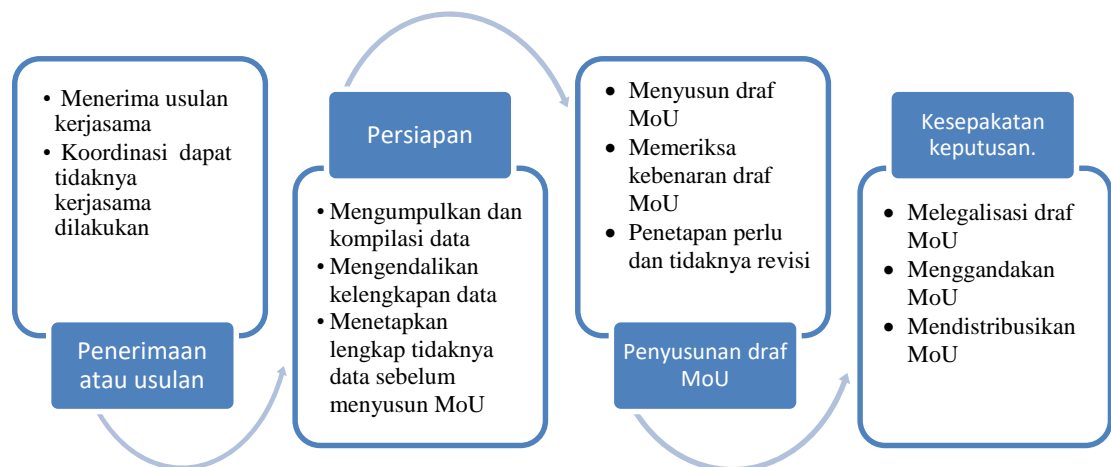 • Menerima usulan
kerjasama
• Koordinasi dapat
tidaknya
kerjasama
dilakukan
Penerimaan
atau usulan
Persiapan
• Mengumpulkan dan
kompilasi data
• Mengendalikan
kelengkapan data
• Menetapkan
lengkap tidaknya
data sebelum
menyusun MoU
• Menyusun draf
MoU
• Memeriksa
kebenaran draf
MoU
• Penetapan perlu
dan tidaknya revisi
Penyusunan draf
MoU
Kesepakatan
keputusan.
• Melegalisasi draf
MoU
• Menggandakan
MoU
• Mendistribusikan
MoU